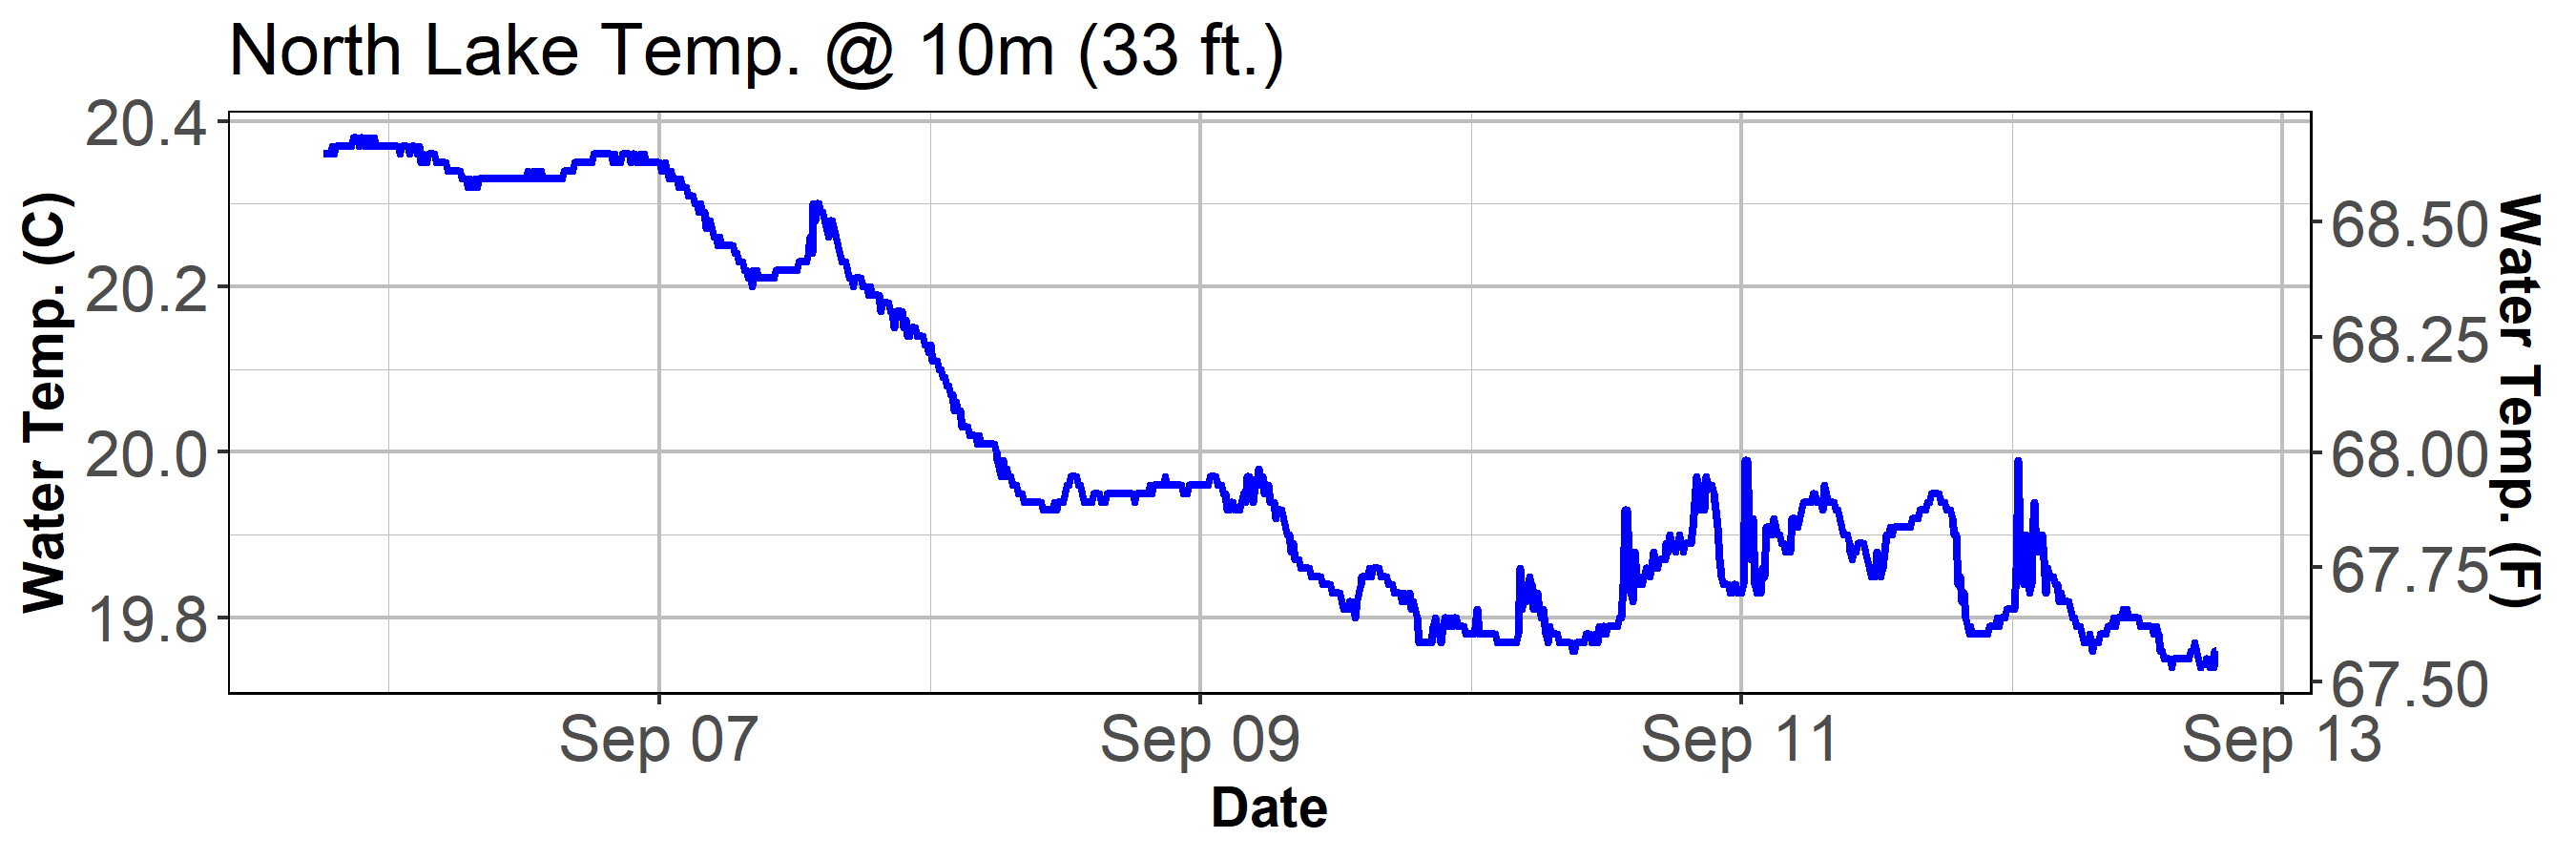 North Lake Temp. @ 10m (33 ft.)
Water Temp. (C)
20.4
20.2
20.0
19.8
68.50
68.25
68.00
67.75
67.50
Water Temp. (F)
Sep 07
Sep 09
Sep 11
Sep 13
Date